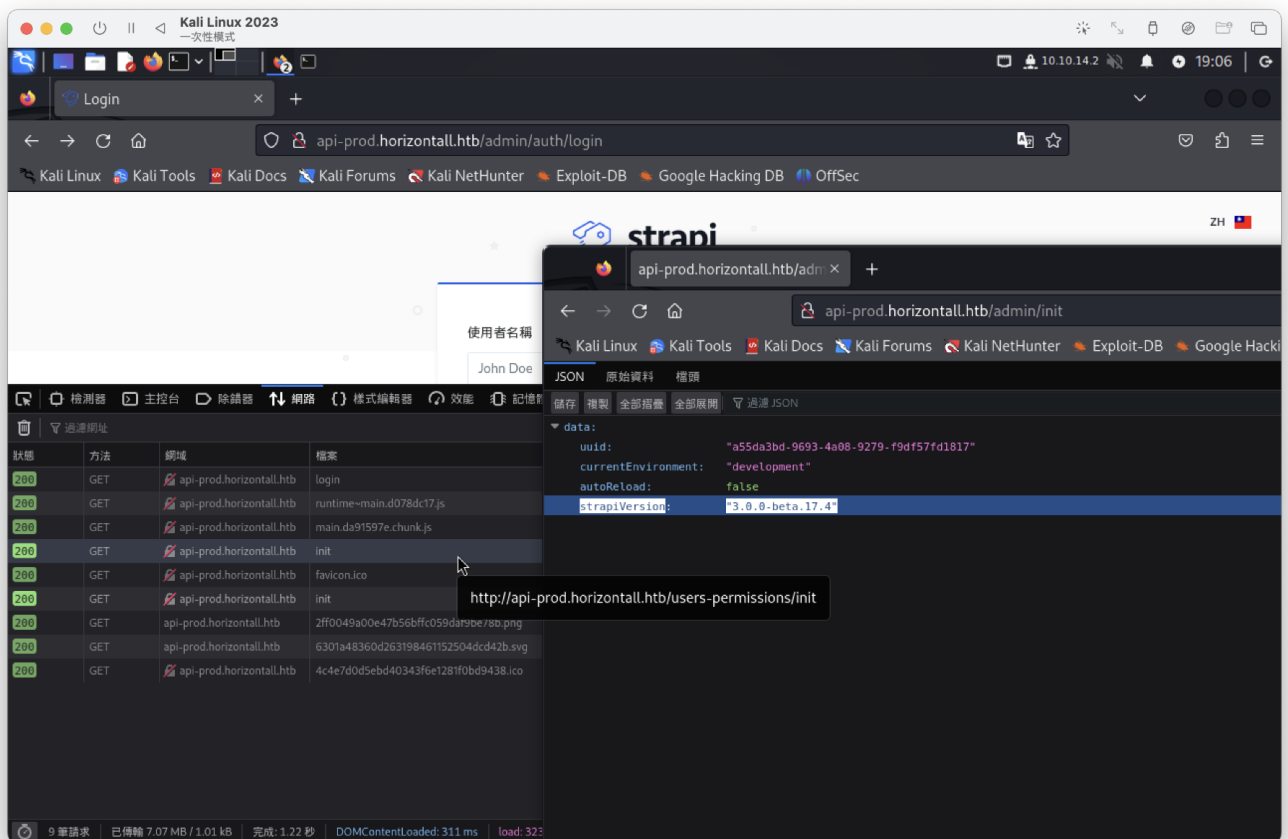 Kali Linux 2023
一次性模式
10.10.14.2
19:06
Login
api-prod.horizontall.htb/admin/auth/login
Kali Linux Kali Tools Kali Docs Kali Forums Kali NetHunter Exploit-DB Google Hacking DB OffSec
ZH
strapi
使用者名稱
John Doe
檢測器 主控台 除錯器 網路 樣式編輯器 效能
過濾網址
狀態 方法 網域 檔案
200 GET api-prod.horizontall.htb login
200 GET api-prod.horizontall.htb runtime~main.d078dc17.js
200 GET api-prod.horizontall.htb main.da91597e.chunk.js
200 GET api-prod.horizontall.htb init
200 GET api-prod.horizontall.htb favicon.ico
200 GET api-prod.horizontall.htb init
200 GET api-prod.horizontall.htb 2ff0049a00e47b56bffc059daf9be78b.png
200 GET api-prod.horizontall.htb 6301a48360d263198461152504dcd42b.svg
200 GET api-prod.horizontall.htb 4c4e7d0d5ebd40343f6e1281f0bd9438.ico
9 筆請求 已傳輸 7.07 MB / 1.01 kB 完成: 1.22 秒 DOMContentLoaded: 311 ms load: 323
api-prod.horizontall.htb/adm
api-prod.horizontall.htb/admin/init
Kali Linux Kali Tools Kali Docs Kali Forums Kali NetHunter Exploit-DB Google Hacki
JSON 原始資料 檔頭
儲存 複製 全部摺疊 全部展開 過濾 JSON
data:
uuid: "a55da3bd-9693-4a08-9279-f9df57fd1817"
currentEnvironment: "development"
autoReload: false
strapiVersion: "3.0.0-beta.17.4"
http://api-prod.horizontall.htb/users-permissions/init